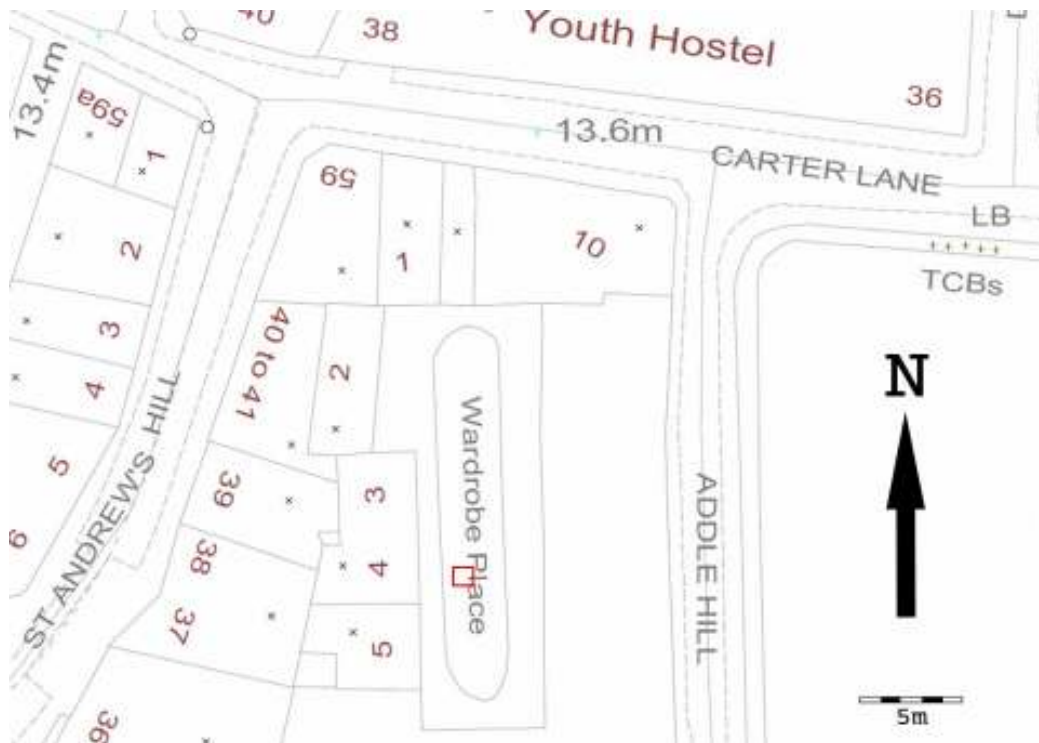 40
38
Youth Hostel
36
13.4m
59a
1
13.6m
CARTER LANE
LB
TCBs
2
59
1
10
3
4
40 to 41
2
N
5m
ST ANDREW'S HILL
5
6
39
3
Wardrobe Place
ADDLE HILL
38
4
37
5
36